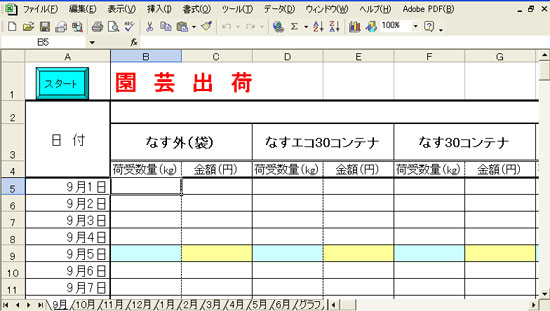 ファイル(F) 編集(E) 表示(V) 挿入(I) 書式(O) ツール(T) データ(D) ウィンドウ(W) ヘルプ(H) Adobe PDF(B)
100%
B5 fx
A B C D E F G
1 スタート 園芸出荷
2
3 日付 なす外(袋) なすエコ30コンテナ なす30コンテナ
4 荷受数量(kg) 金額(円) 荷受数量(kg) 金額(円) 荷受数量(kg) 金額(円)
5 9月1日
6 9月2日
7 9月3日
8 9月4日
9 9月5日
10 9月6日
11 9月7日
9月 10月 11月 12月 1月 2月 3月 4月 5月 6月 グラフ